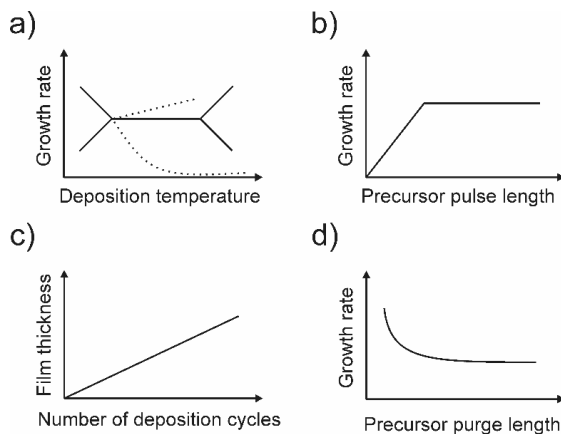 a)
Growth rate
Deposition temperature
b)
Growth rate
Precursor pulse length
c)
Film thickness
Number of deposition cycles
d)
Growth rate
Precursor purge length